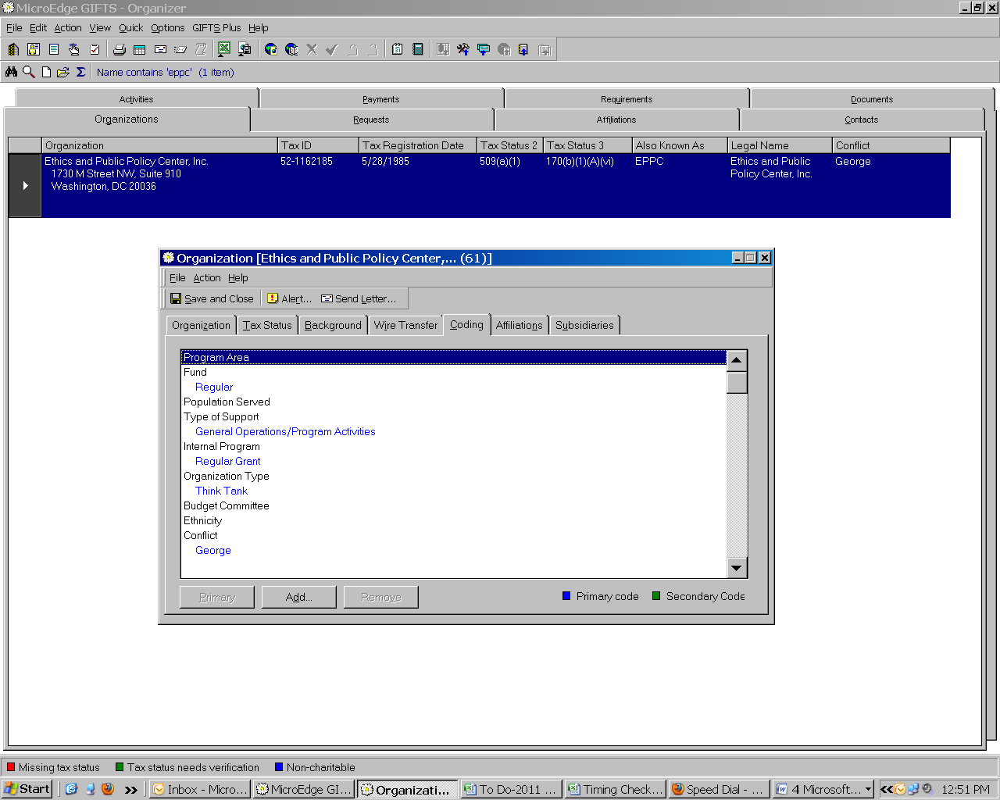 MicroEdge GIFTS - Organizer
File Edit Action View Quick Options GIFTS Plus Help
Name contains 'eppc' (1 item)
Activities Payments Requirements Documents
Organizations Requests Affiliations Contacts
Organization Tax ID Tax Registration Date Tax Status 2 Tax Status 3 Also Known As Legal Name Conflict
Ethics and Public Policy Center, Inc. 52-1162185 5/28/1985 509(a)(1) 170(b)(1)(A)(vi) EPPC Ethics and Public George
1730 M Street NW, Suite 910 Policy Center, Inc.
Washington, DC 20036
Organization [Ethics and Public Policy Center,... (61)]
File Action Help
Save and Close Alert... Send Letter...
Organization Tax Status Background Wire Transfer Coding Affiliations Subsidiaries
Program Area
Fund
Regular
Population Served
Type of Support
General Operations/Program Activities
Internal Program
Regular Grant
Organization Type
Think Tank
Budget Committee
Ethnicity
Conflict
George
Primary Add... Remove Primary code Secondary Code
Missing tax status Tax status needs verification Non-charitable
Start Inbox - Micro... MicroEdge GI... Organizati... To Do-2011 ... Timing Check... Speed Dial - ... 4 Microsoft... 12:51 PM